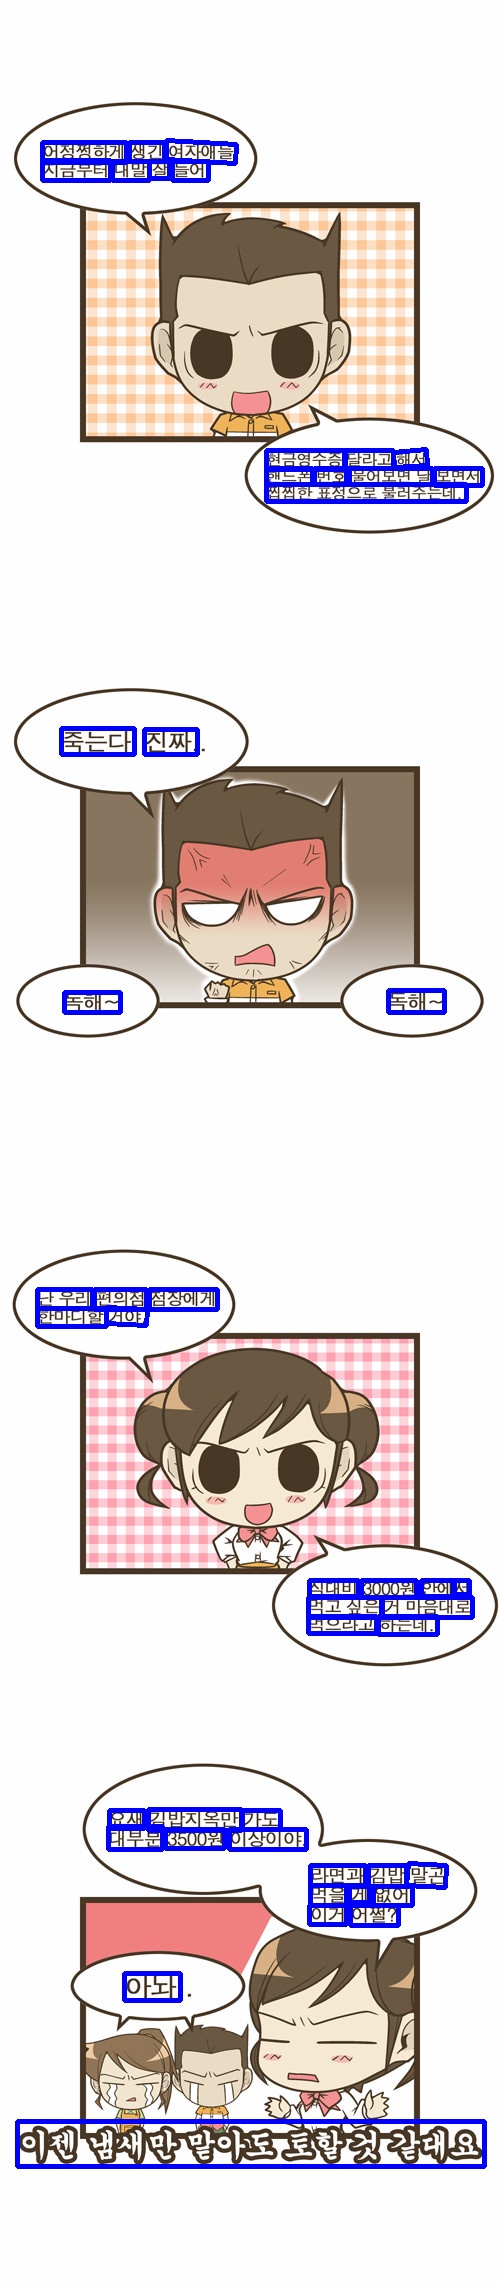 어정쩡하게 생긴 여자애들
지금부터 내말 잘 들어
현금영수증 달라고 해서
핸드폰 번호 물어보면 날 보면서
찝찝한 표정으로 불러주는데.
죽는다 진짜.
독해~
독해~
난 우리 편의점 점장에게
한마디할 거야.
식대비 3000원 안에서
먹고 싶은 거 마음대로
먹으라고 하는데.
요새 김밥지옥만 가도
대부분 3500원 이상이야
라면과 김밥 말곤
먹을 게 없어
이거 어쩔?
아놔 .
이젠 냄새만 맡아도 토할 것 같대요